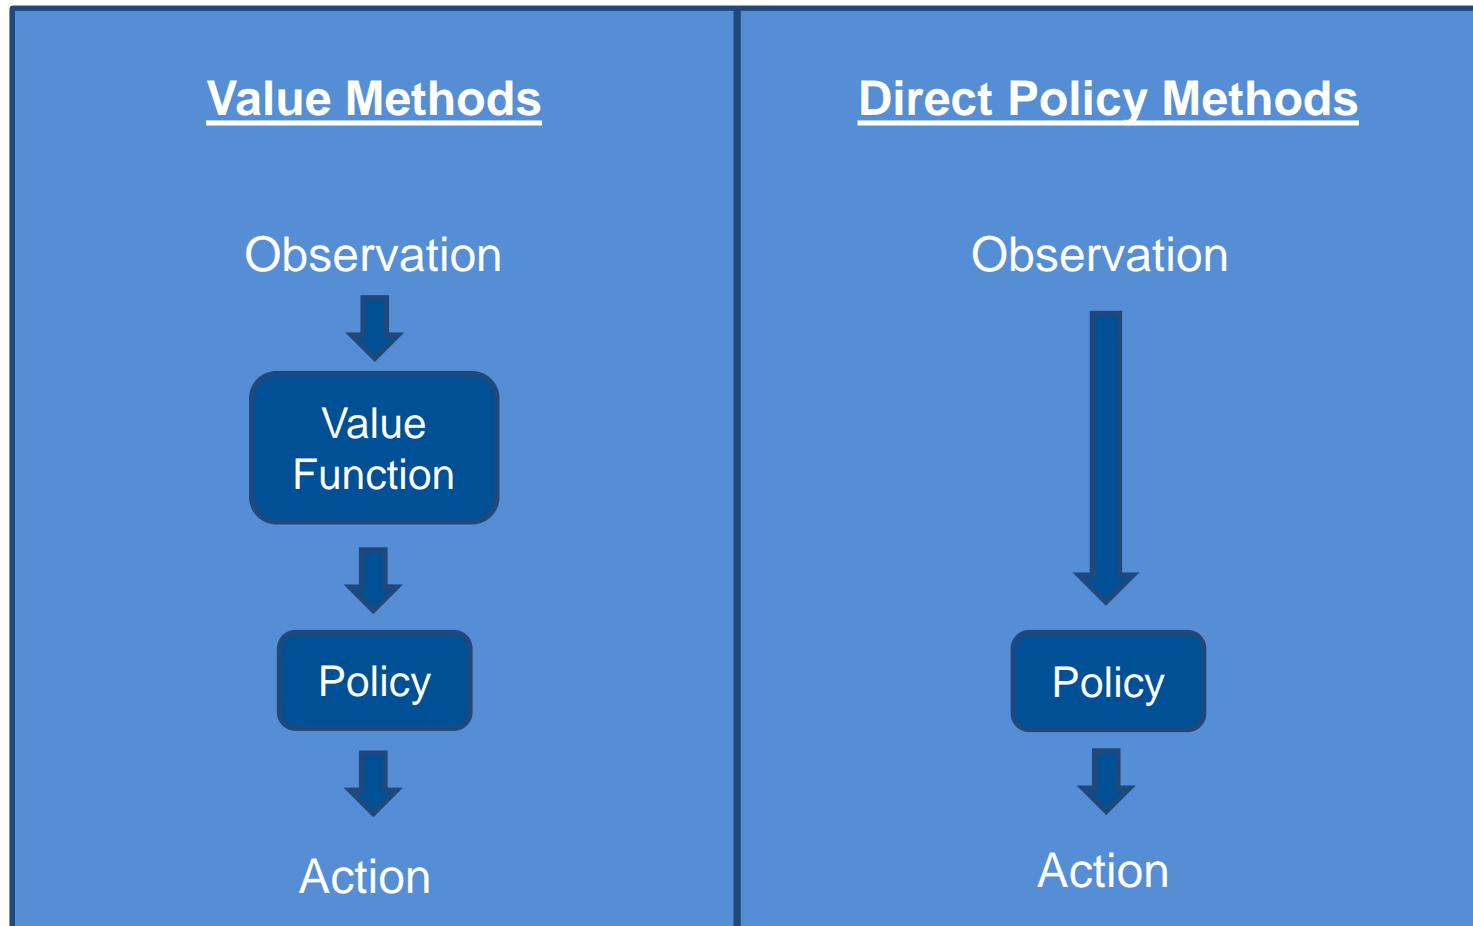 Value Methods
Observation
Value
Function
Policy
Action
Direct Policy Methods
Observation
Policy
Action